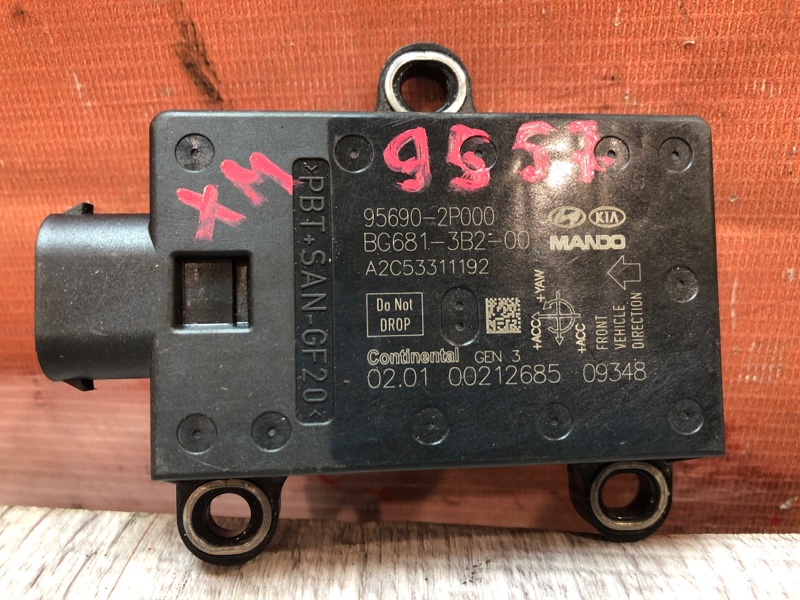 XM
9557
>PBT+SAN-GF20<
95690-2P000
BG681-3B2-00
A2C53311192
KIA
MANDO
Do Not
DROP
+YAW
+ACC
+ACC
FRONT
VEHICLE
DIRECTION
Continental GEN 3
02.01 00212685 09348